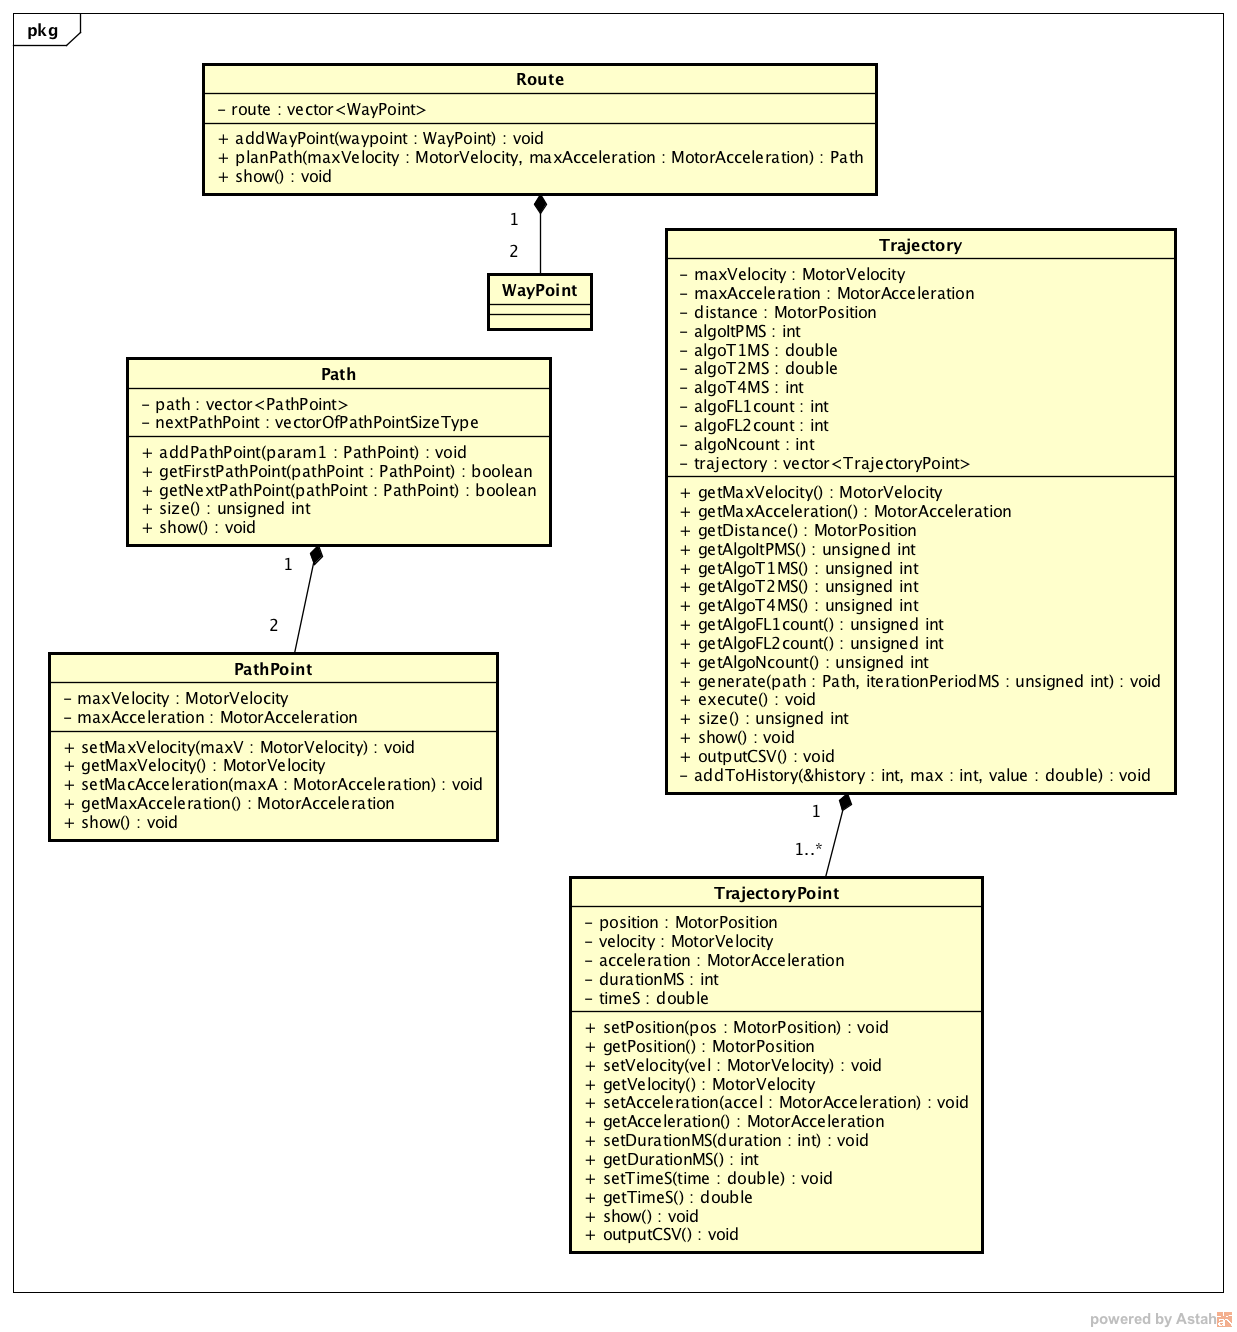 pkg
Route
- route : vector<WayPoint>
+ addWayPoint(waypoint : WayPoint) : void
+ planPath(maxVelocity : MotorVelocity, maxAcceleration : MotorAcceleration) : Path
+ show() : void
1
2
WayPoint
Trajectory
- maxVelocity : MotorVelocity
- maxAcceleration : MotorAcceleration
- distance : MotorPosition
- algoItPMS : int
- algoT1MS : double
- algoT2MS : double
- algoT4MS : int
- algoFL1count : int
- algoFL2count : int
- algoNcount : int
- trajectory : vector<TrajectoryPoint>
+ getMaxVelocity() : MotorVelocity
+ getMaxAcceleration() : MotorAcceleration
+ getDistance() : MotorPosition
+ getAlgoItPMS() : unsigned int
+ getAlgoT1MS() : unsigned int
+ getAlgoT2MS() : unsigned int
+ getAlgoT4MS() : unsigned int
+ getAlgoFL1count() : unsigned int
+ getAlgoFL2count() : unsigned int
+ getAlgoNcount() : unsigned int
+ generate(path : Path, iterationPeriodMS : unsigned int) : void
+ execute() : void
+ size() : unsigned int
+ show() : void
+ outputCSV() : void
- addToHistory(&history : int, max : int, value : double) : void
1
1..*
Path
- path : vector<PathPoint>
- nextPathPoint : vectorOfPathPointSizeType
+ addPathPoint(param1 : PathPoint) : void
+ getFirstPathPoint(pathPoint : PathPoint) : boolean
+ getNextPathPoint(pathPoint : PathPoint) : boolean
+ size() : unsigned int
+ show() : void
1
2
PathPoint
- maxVelocity : MotorVelocity
- maxAcceleration : MotorAcceleration
+ setMaxVelocity(maxV : MotorVelocity) : void
+ getMaxVelocity() : MotorVelocity
+ setMacAcceleration(maxA : MotorAcceleration) : void
+ getMaxAcceleration() : MotorAcceleration
+ show() : void
TrajectoryPoint
- position : MotorPosition
- velocity : MotorVelocity
- acceleration : MotorAcceleration
- durationMS : int
- timeS : double
+ setPosition(pos : MotorPosition) : void
+ getPosition() : MotorPosition
+ setVelocity(vel : MotorVelocity) : void
+ getVelocity() : MotorVelocity
+ setAcceleration(accel : MotorAcceleration) : void
+ getAcceleration() : MotorAcceleration
+ setDurationMS(duration : int) : void
+ getDurationMS() : int
+ setTimeS(time : double) : void
+ getTimeS() : double
+ show() : void
+ outputCSV() : void
powered by Astah